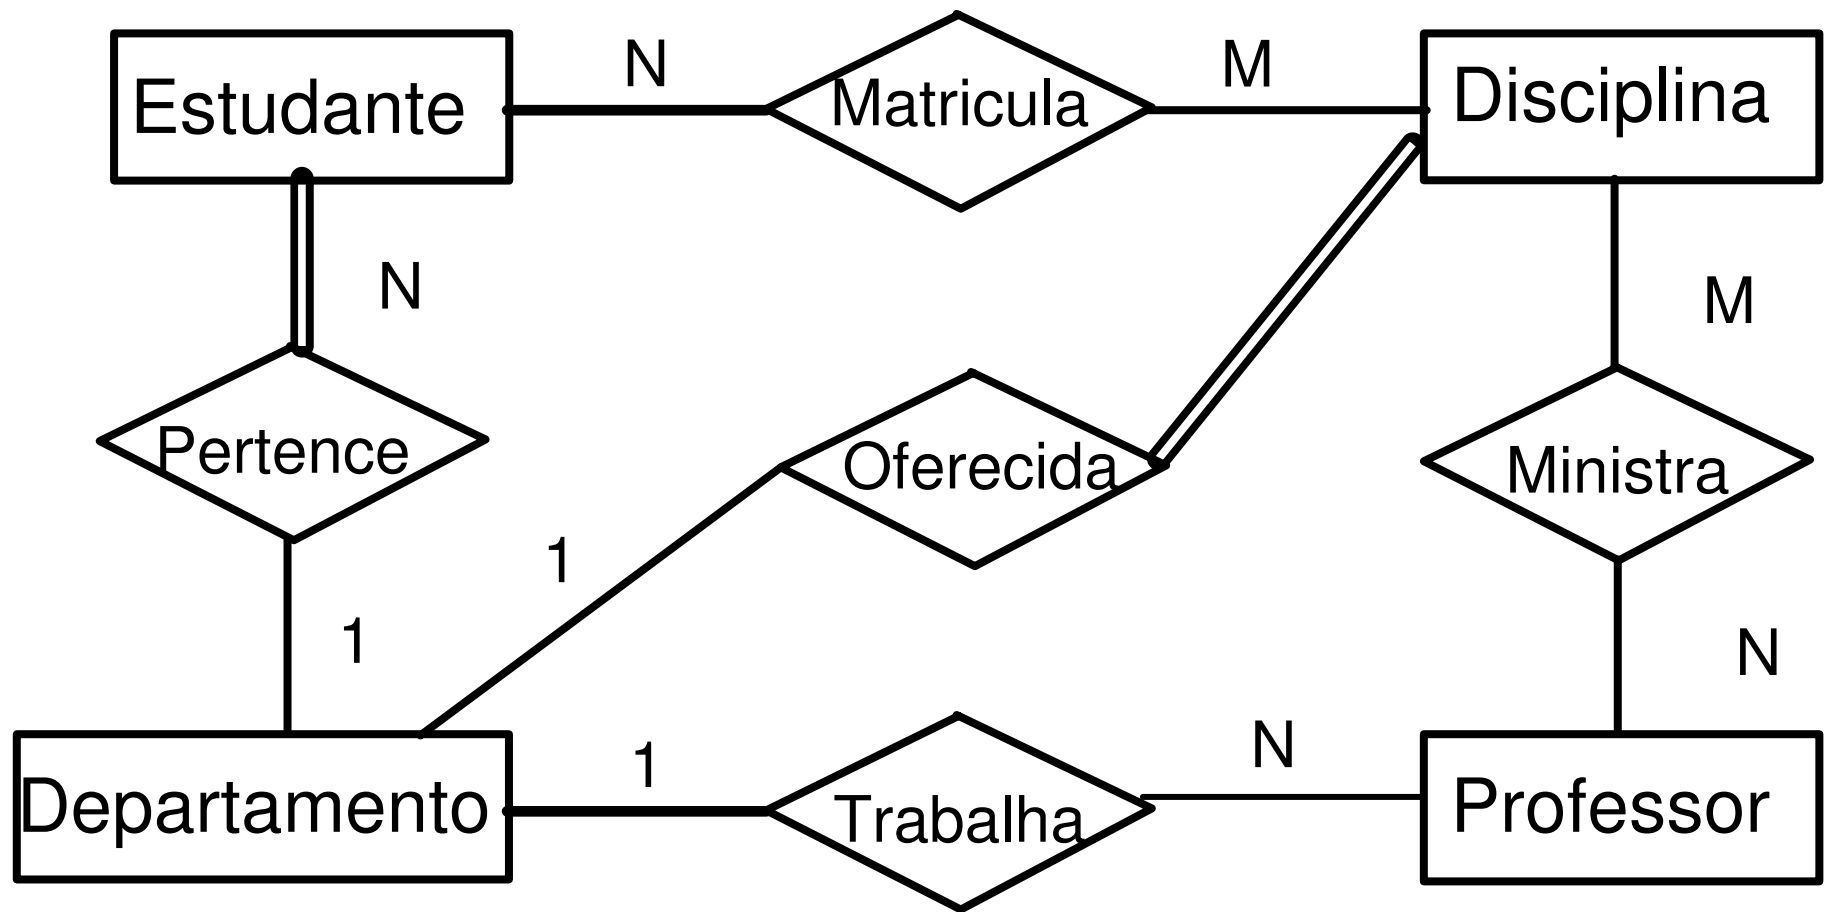 Estudante
N
Matricula
M
Disciplina
N
M
Pertence
Oferecida
Ministra
1
1
N
Departamento
1
Trabalha
N
Professor